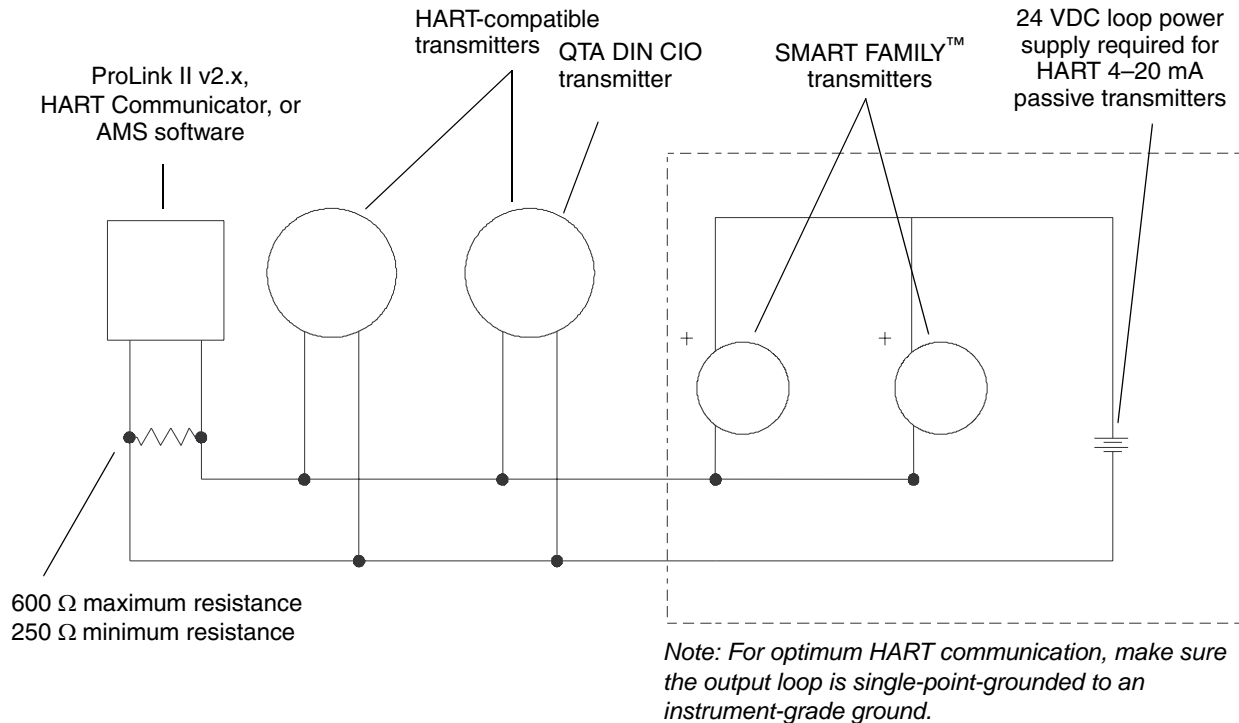 ProLink II v2.x,
HART Communicator, or
AMS software
HART-compatible
transmitters
QTA DIN CIO
transmitter
SMART FAMILY™
transmitters
24 VDC loop power
supply required for
HART 4–20 mA
passive transmitters
+
+
600 Ω maximum resistance
250 Ω minimum resistance
Note: For optimum HART communication, make sure
the output loop is single-point-grounded to an
instrument-grade ground.